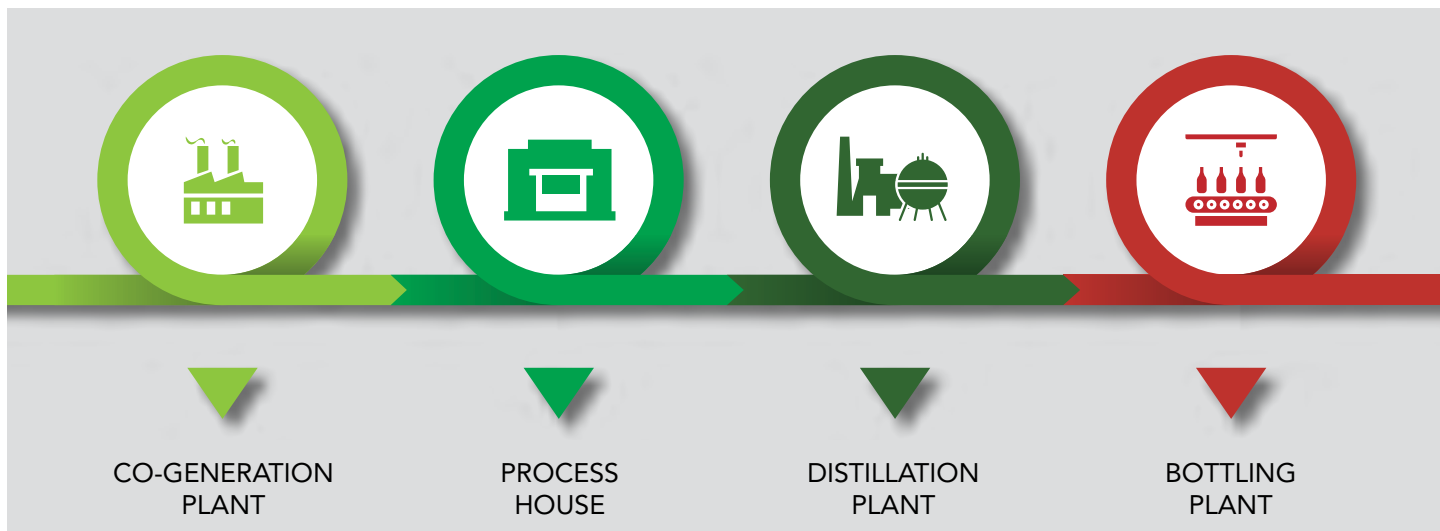 CO-GENERATION
PLANT
PROCESS
HOUSE
DISTILLATION
PLANT
BOTTLING
PLANT